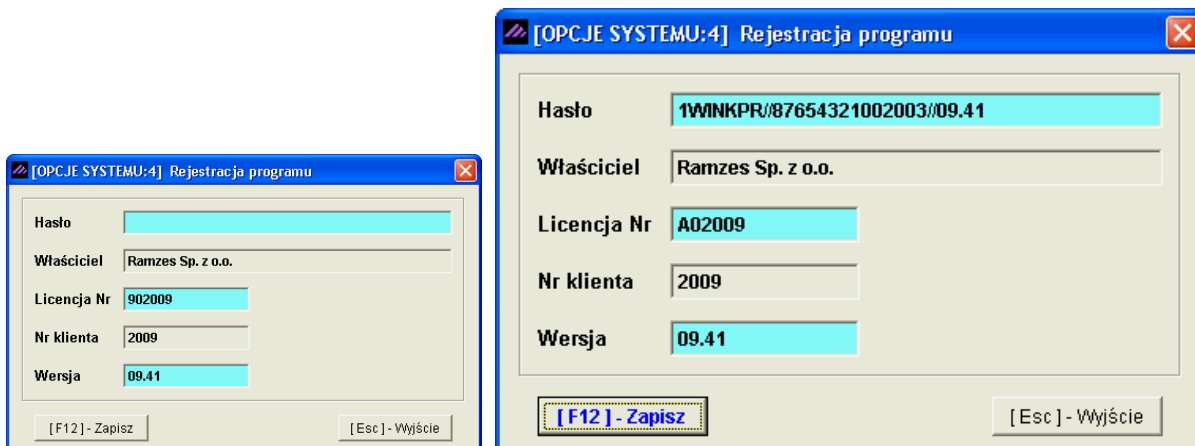 [OPCJE SYSTEMU:4] Rejestracja programu
Hasło
Właściciel Ramzes Sp. z o.o.
Licencja Nr 902009
Nr klienta 2009
Wersja 09.41
[ F12 ] - Zapisz [ Esc ] - Wyjście
[OPCJE SYSTEMU:4] Rejestracja programu
Hasło 1WINKPR//87654321002003//09.41
Właściciel Ramzes Sp. z o.o.
Licencja Nr A02009
Nr klienta 2009
Wersja 09.41
[ F12 ] - Zapisz [ Esc ] - Wyjście